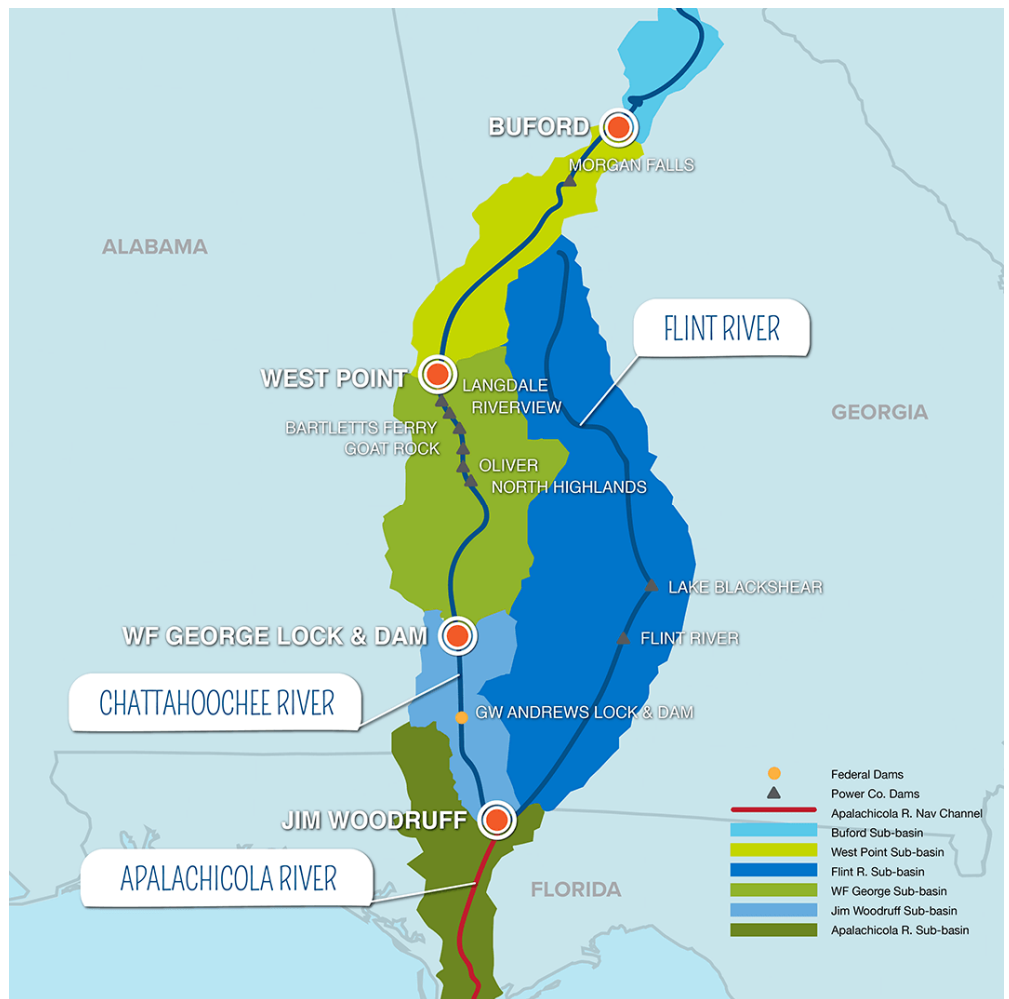 BUFORD
MORGAN FALLS
ALABAMA
FLINT RIVER
WEST POINT
LANGDALE
RIVERVIEW
GEORGIA
BARTLETTS FERRY
GOAT ROCK
OLIVER
NORTH HIGHLANDS
LAKE BLACKSHEAR
WF GEORGE LOCK & DAM
FLINT RIVER
CHATTAHOOCHEE RIVER
GW ANDREWS LOCK & DAM
JIM WOODRUFF
APALACHICOLA RIVER
FLORIDA
Federal Dams
Power Co. Dams
Apalachicola R. Nav Channel
Buford Sub-basin
West Point Sub-basin
Flint R. Sub-basin
WF George Sub-basin
Jim Woodruff Sub-basin
Apalachicola R. Sub-basin